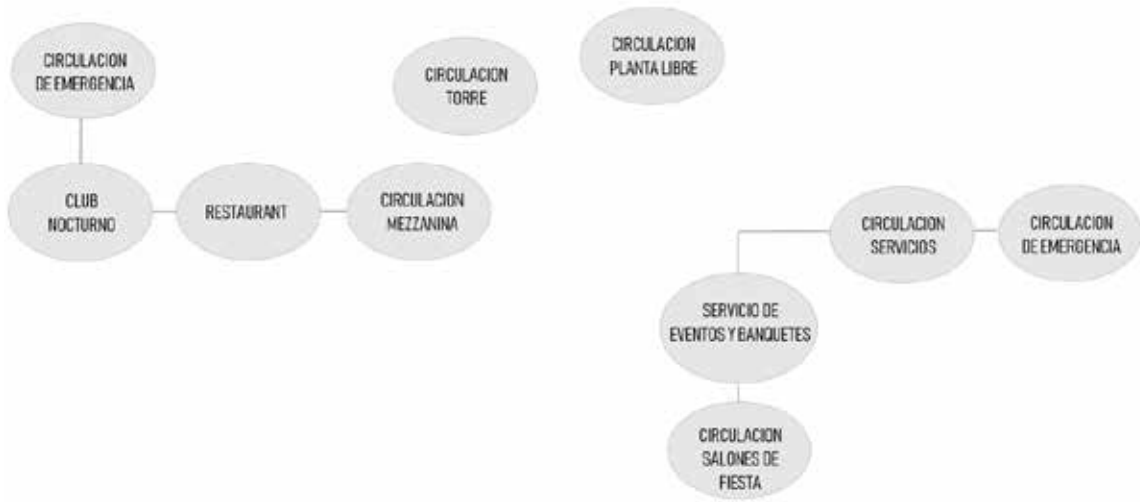 CIRCULACION
DE EMERGENCIA
CIRCULACION
TORRE
CIRCULACION
PLANTA LIBRE
CLUB
NOCTURNO
RESTAURANT
CIRCULACION
MEZZANINA
CIRCULACION
SERVICIOS
CIRCULACION
DE EMERGENCIA
SERVICIO DE
EVENTOS Y BANQUETES
CIRCULACION
SALONES DE
FIESTA